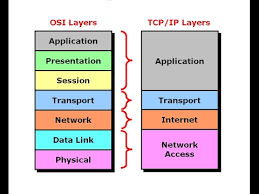 OSI Layers
Application
Presentation
Session
Transport
Network
Data Link
Physical
TCP/IP Layers
Application
Transport
Internet
Network
Access